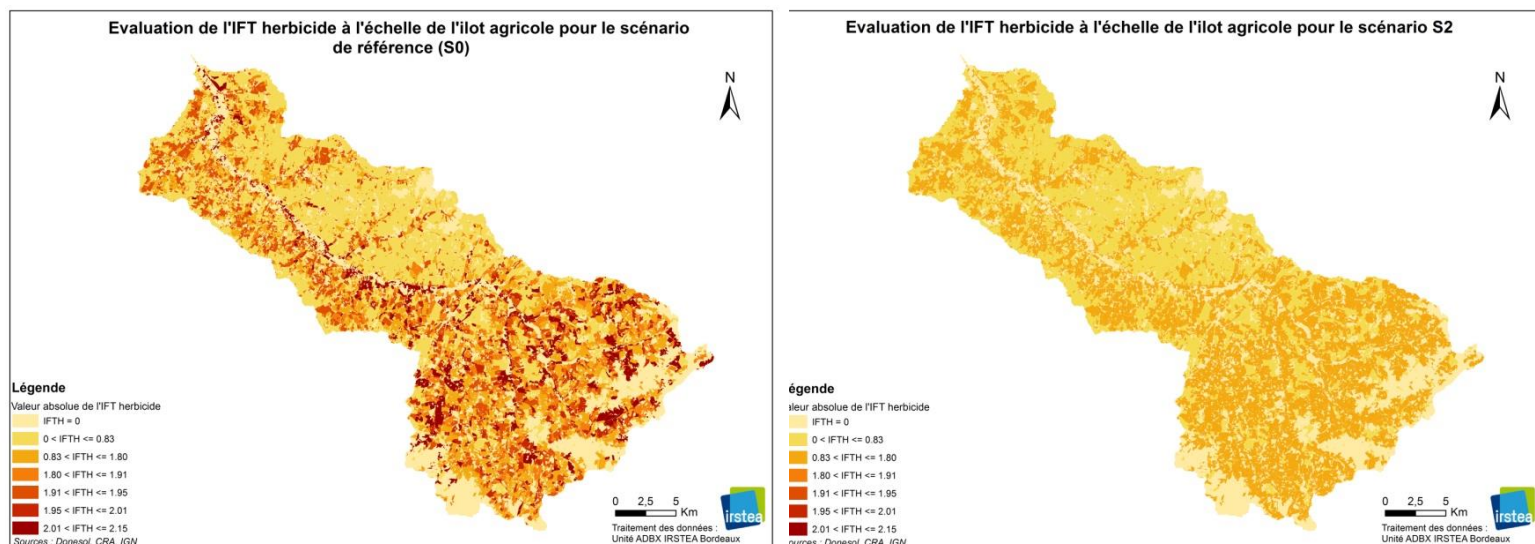 Evaluation de l'IFT herbicide à l'échelle de l'ilot agricole pour le scénario
de référence (S0)
N
Légende
Valeur absolue de l'IFT herbicide
IFTH = 0
0 < IFTH <= 0.83
0.83 < IFTH <= 1.80
1.80 < IFTH <= 1.91
1.91 < IFTH <= 1.95
1.95 < IFTH <= 2.01
2.01 < IFTH <= 2.15
Sources : Donesol, CRA, IGN
0 2,5 5
Km
Traitement des données :
Unité ADBX IRSTEA Bordeaux
irstea
Evaluation de l'IFT herbicide à l'échelle de l'ilot agricole pour le scénario S2
N
égende
aleur absolue de l'IFT herbicide
IFTH = 0
0 < IFTH <= 0.83
0.83 < IFTH <= 1.80
1.80 < IFTH <= 1.91
1.91 < IFTH <= 1.95
1.95 < IFTH <= 2.01
2.01 < IFTH <= 2.15
ources : Donesol, CRA, IGN
0 2,5 5
Km
Traitement des données :
Unité ADBX IRSTEA Bordeaux
irstea